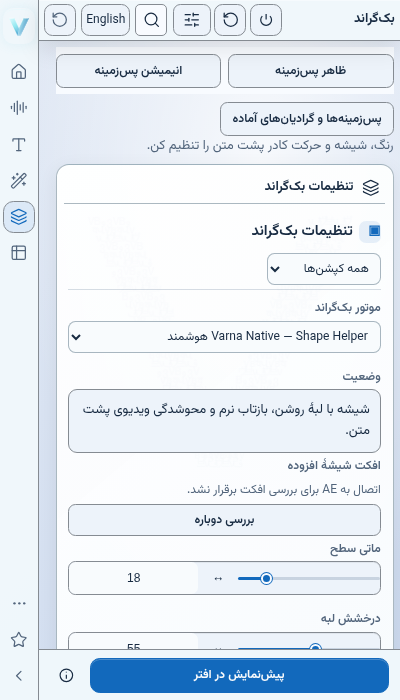 بک‌گراند
English
ظاهر پس‌زمینه
انیمیشن پس‌زمینه
پس‌زمینه‌ها و گرادیان‌های آماده
رنگ، شیشه و حرکت کادر پشت متن را تنظیم کن.
تنظیمات بک‌گراند
تنظیمات بک‌گراند
همه کپشن‌ها
موتور بک‌گراند
Varna Native — Shape Helper هوشمند
وضعیت
شیشه با لبهٔ روشن، بازتاب نرم و محوشدگی ویدیوی پشت
متن.
افکت شیشهٔ افزوده
اتصال به AE برای بررسی افکت برقرار نشد.
بررسی دوباره
ماتی سطح
18
درخشش لبه
55
پیش‌نمایش در افتر